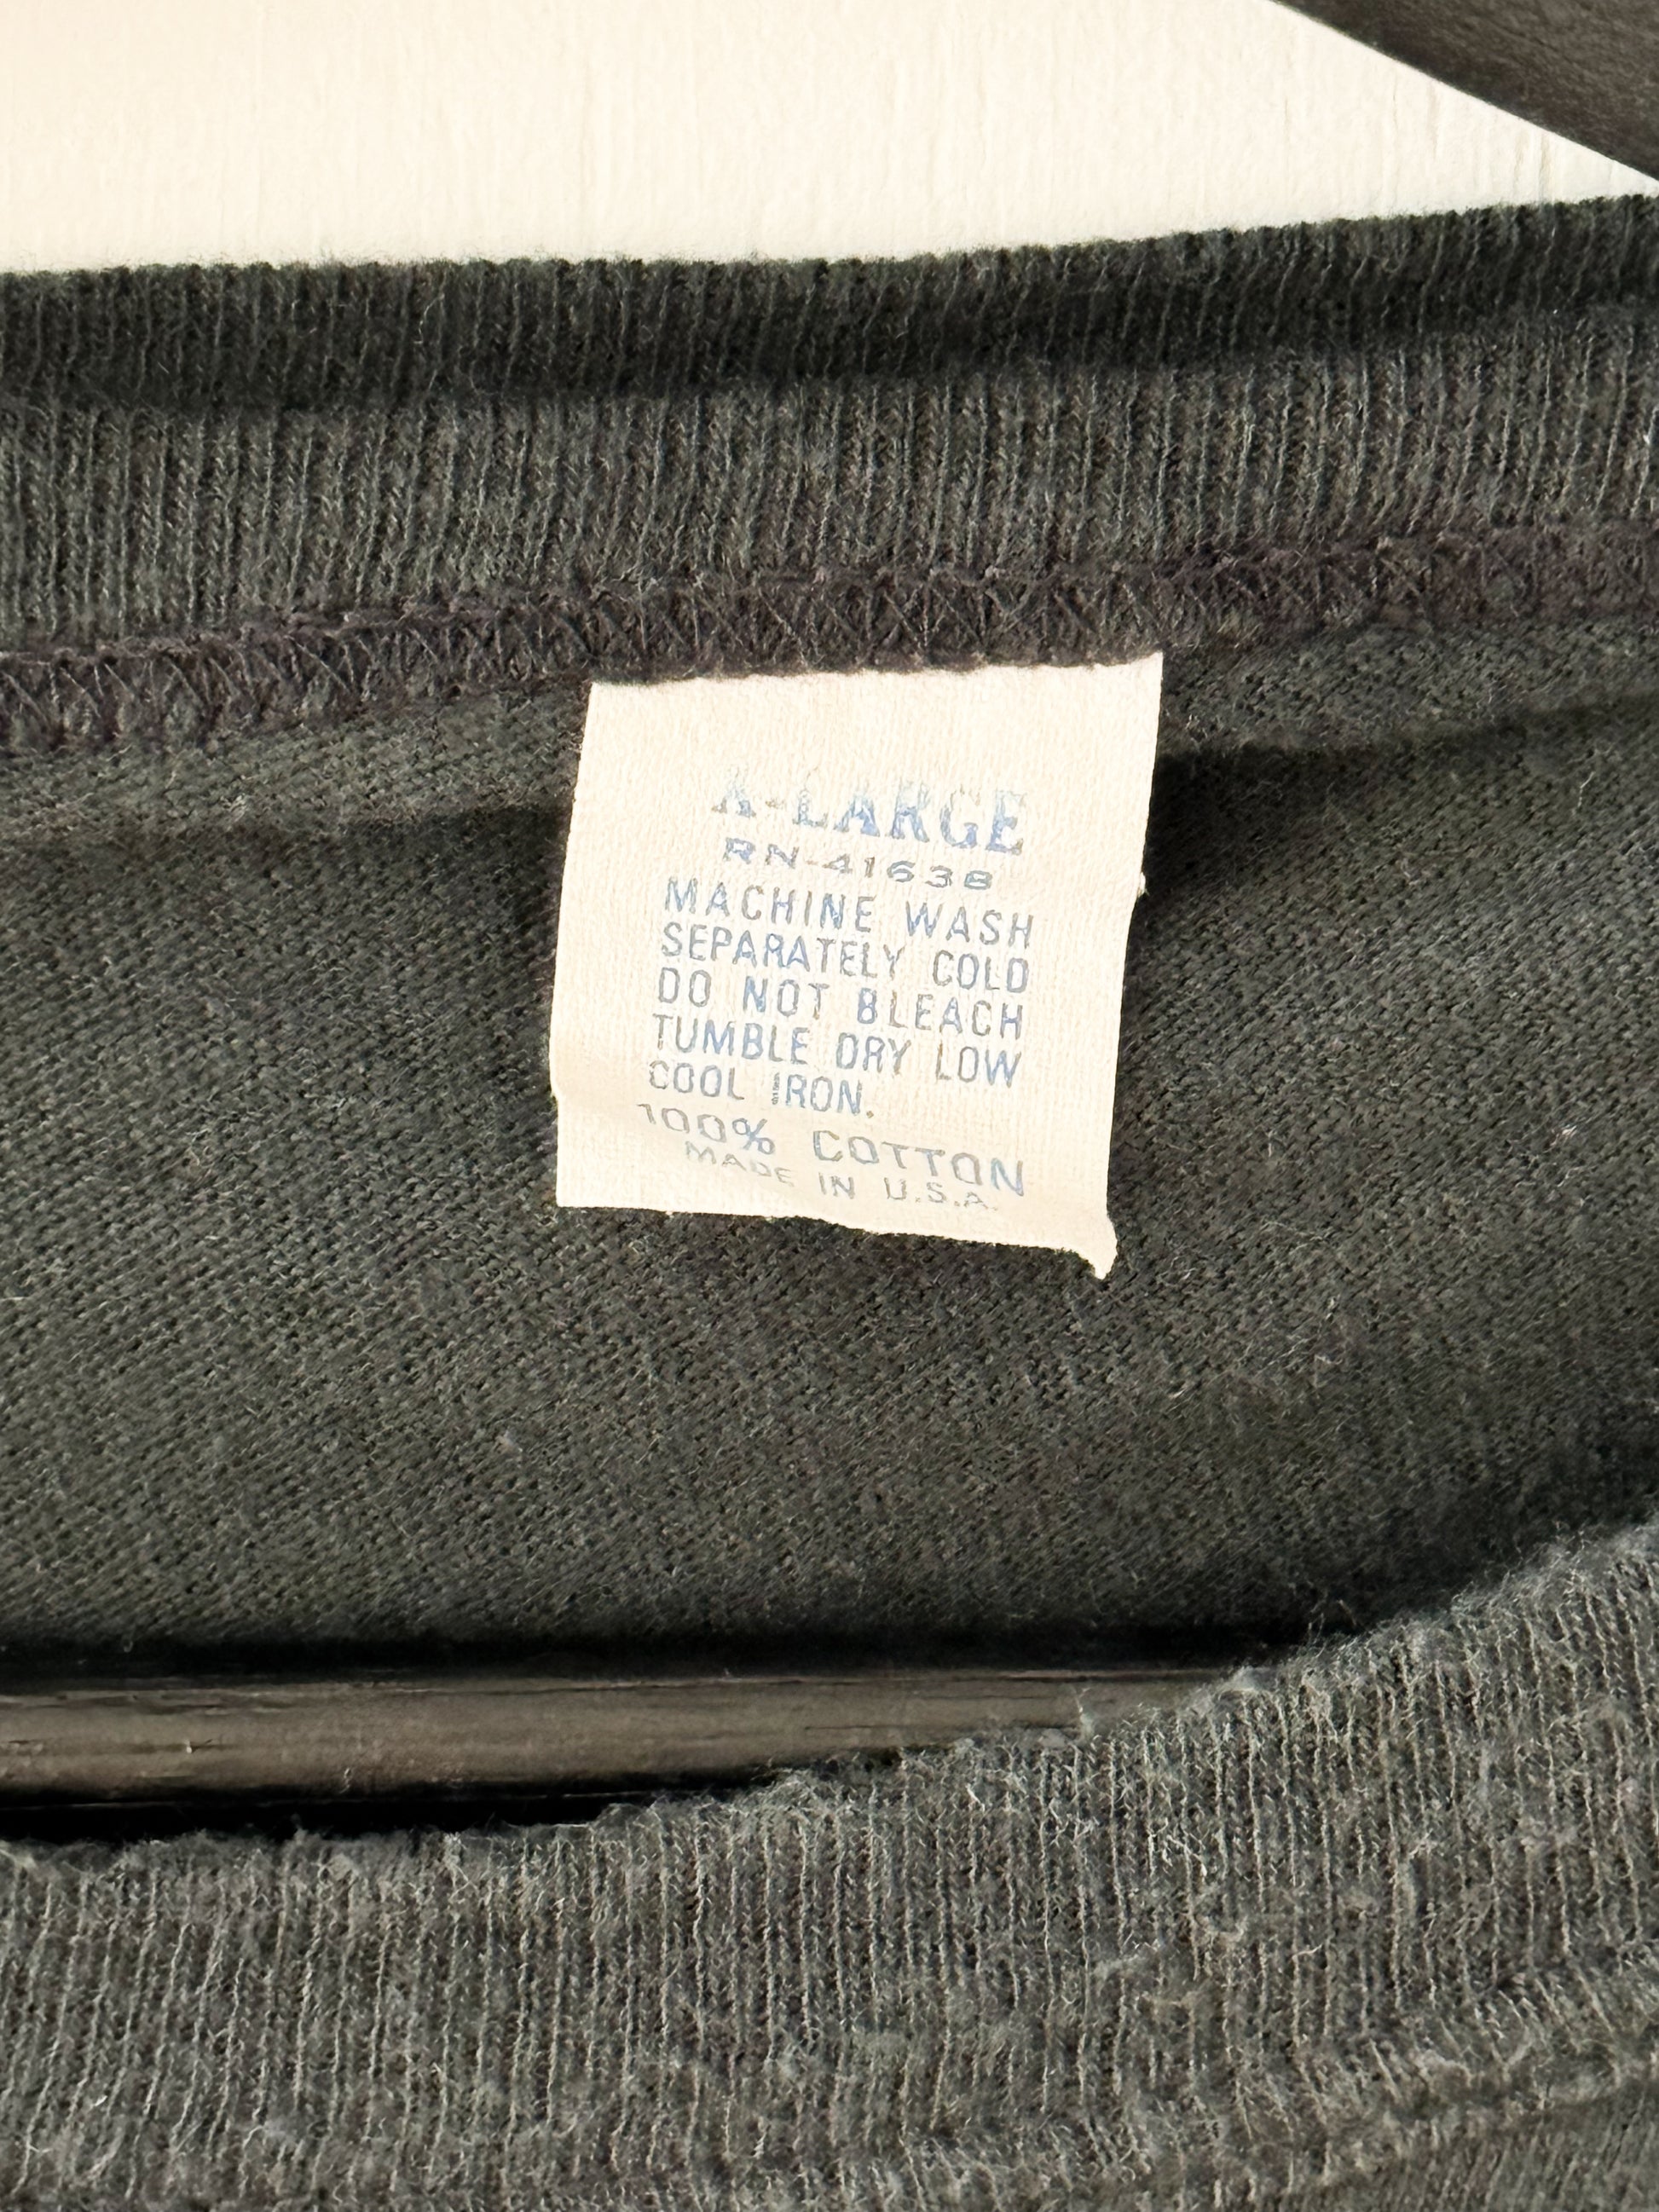 X-LARGE
RN-41638
MACHINE WASH
SEPARATELY COLD
DO NOT BLEACH
TUMBLE DRY LOW
COOL IRON.
100% COTTON
MADE IN U.S.A.